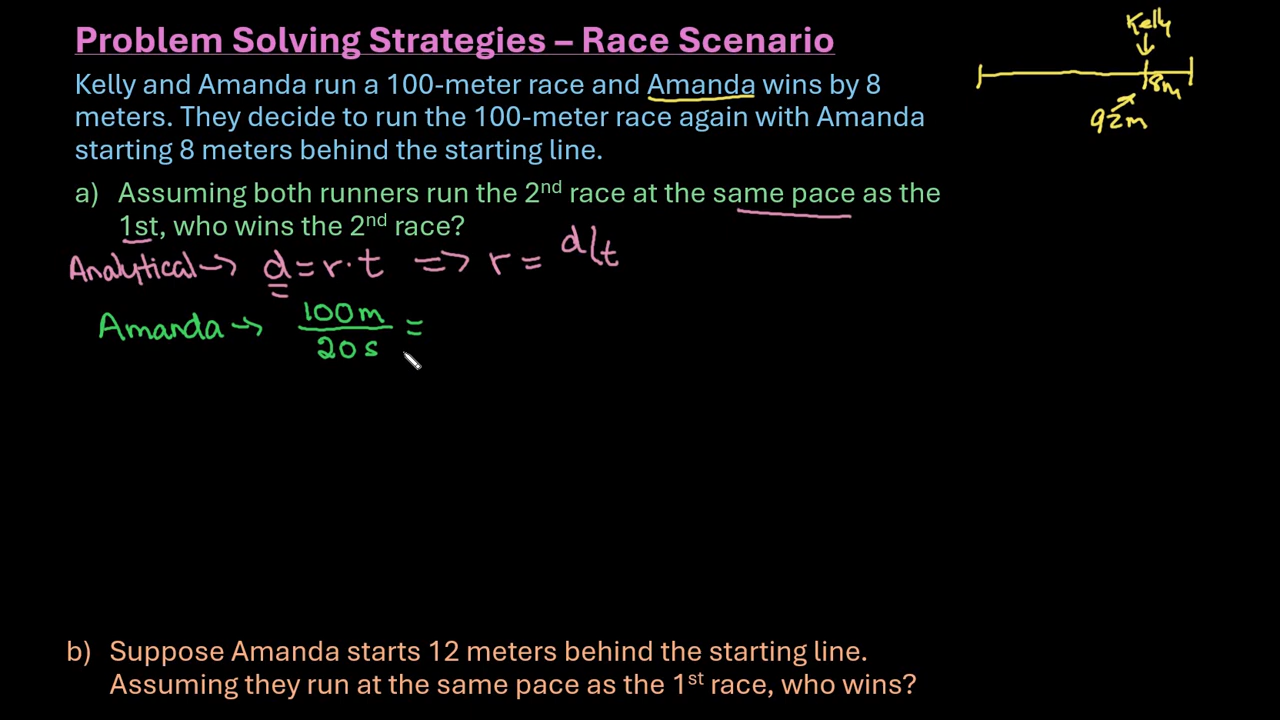 Problem Solving Strategies – Race Scenario
Kelly and Amanda run a 100-meter race and Amanda wins by 8
meters. They decide to run the 100-meter race again with Amanda
starting 8 meters behind the starting line.
Kelly
8m
92m
a) Assuming both runners run the 2nd race at the same pace as the
1st, who wins the 2nd race?
Analytical → d = r · t ⇒ r = d/t
Amanda → 100m =
20 s
b) Suppose Amanda starts 12 meters behind the starting line.
Assuming they run at the same pace as the 1st race, who wins?